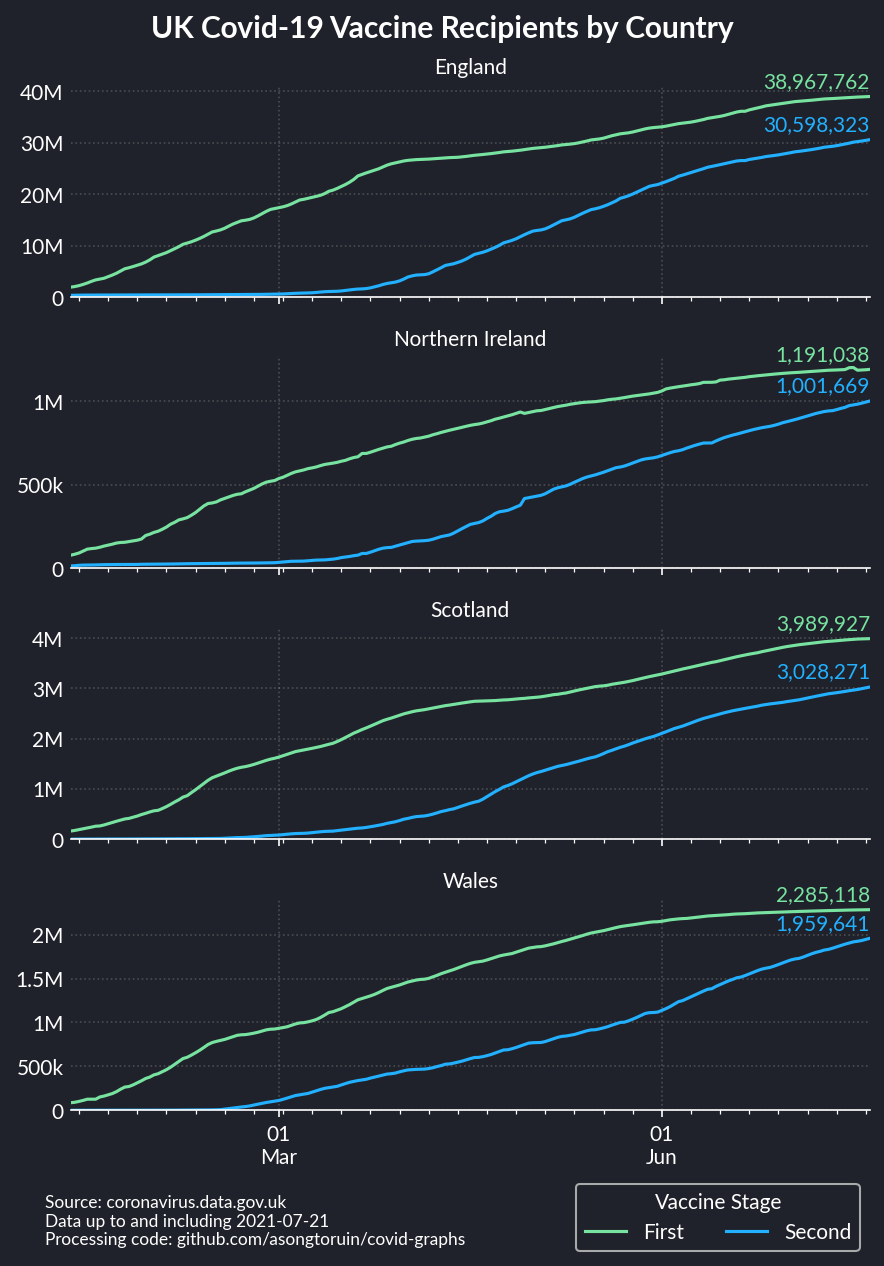 UK Covid-19 Vaccine Recipients by Country
England
40M
30M
20M
10M
0
38,967,762
30,598,323
Northern Ireland
1M
500k
0
1,191,038
1,001,669
Scotland
4M
3M
2M
1M
0
3,989,927
3,028,271
Wales
2M
1.5M
1M
500k
0
2,285,118
1,959,641
01
Mar
01
Jun
Source: coronavirus.data.gov.uk
Data up to and including 2021-07-21
Processing code: github.com/asongtoruin/covid-graphs
Vaccine Stage
First
Second